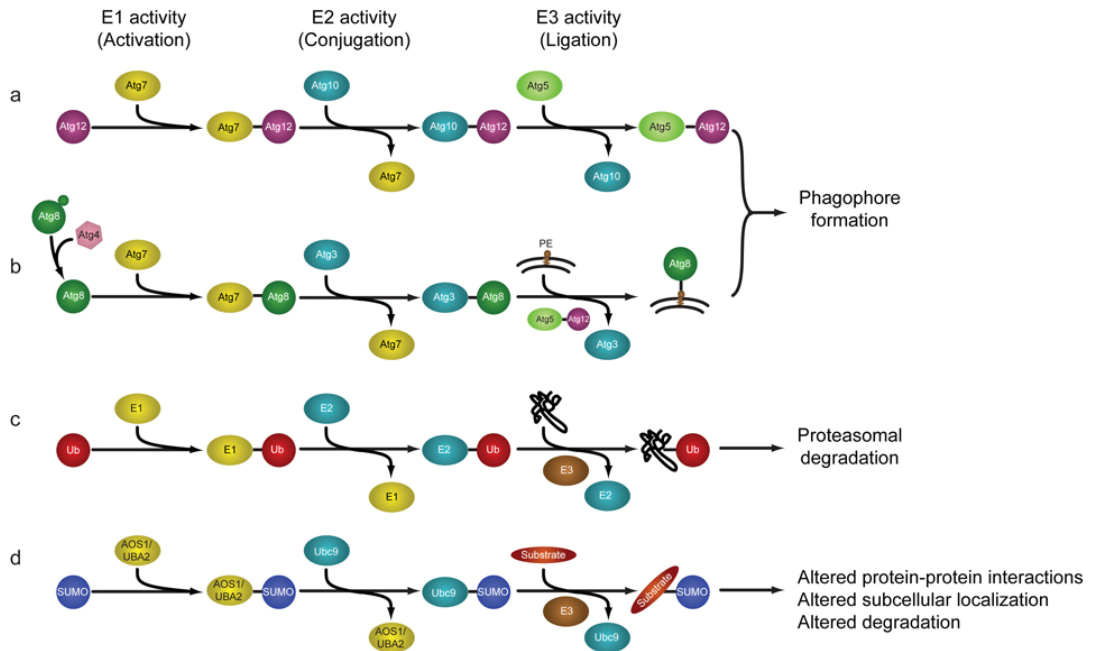 E1 activity
(Activation)
E2 activity
(Conjugation)
E3 activity
(Ligation)
a
Atg7
Atg10
Atg5
Atg12
Atg7
Atg12
Atg10
Atg12
Atg5
Atg12
Atg7
Atg10
Phagophore
formation
Atg8
Atg4
b
Atg7
Atg3
PE
Atg8
Atg8
Atg7
Atg8
Atg3
Atg8
Atg5
Atg12
Atg7
Atg3
c
E1
E2
Ub
E1
Ub
E2
Ub
E3
Ub
E1
E2
Proteasomal
degradation
d
AOS1/
UBA2
Ubc9
Substrate
SUMO
AOS1/
UBA2
SUMO
Ubc9
SUMO
E3
Substrate
SUMO
AOS1/
UBA2
Ubc9
Altered protein-protein interactions
Altered subcellular localization
Altered degradation